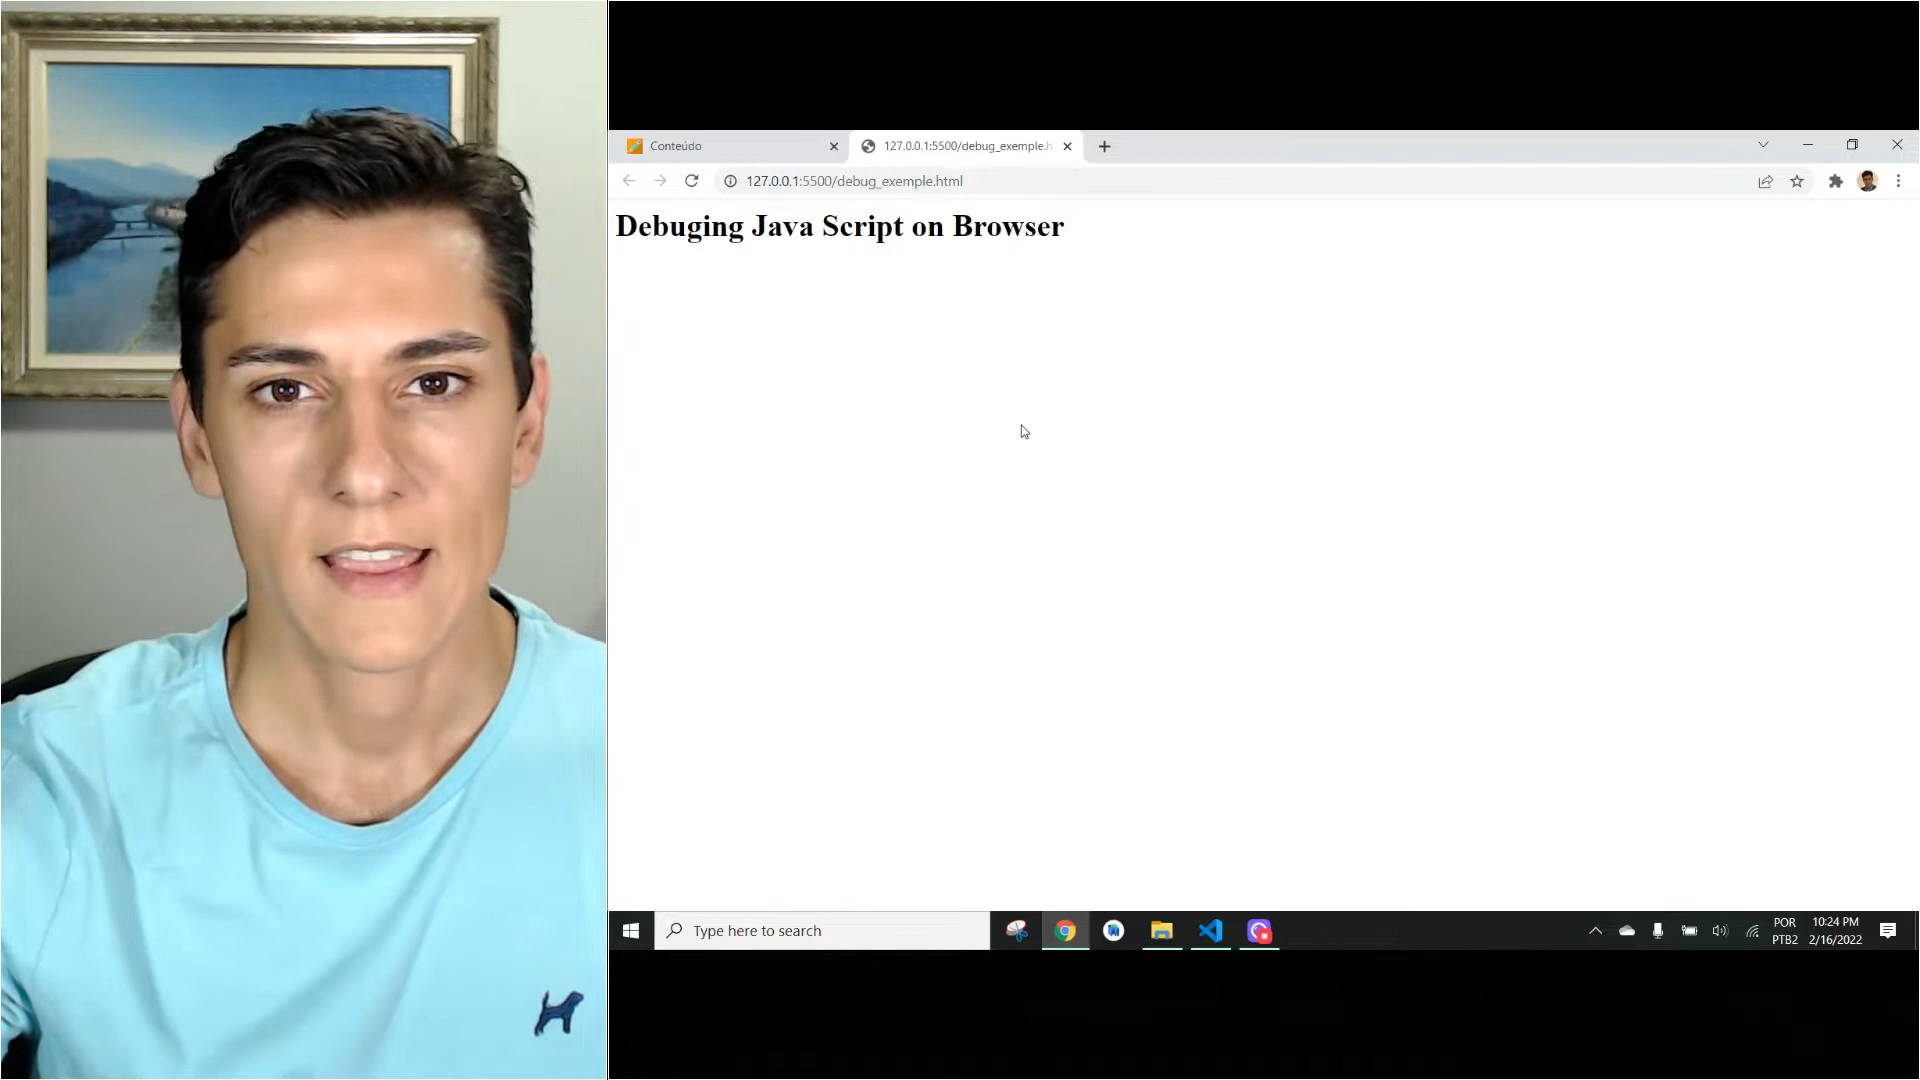 Conteúdo
127.0.0.1:5500/debug_exemple.h
127.0.0.1:5500/debug_exemple.html
Debuging Java Script on Browser
Type here to search
POR
PTB2
10:24 PM
2/16/2022